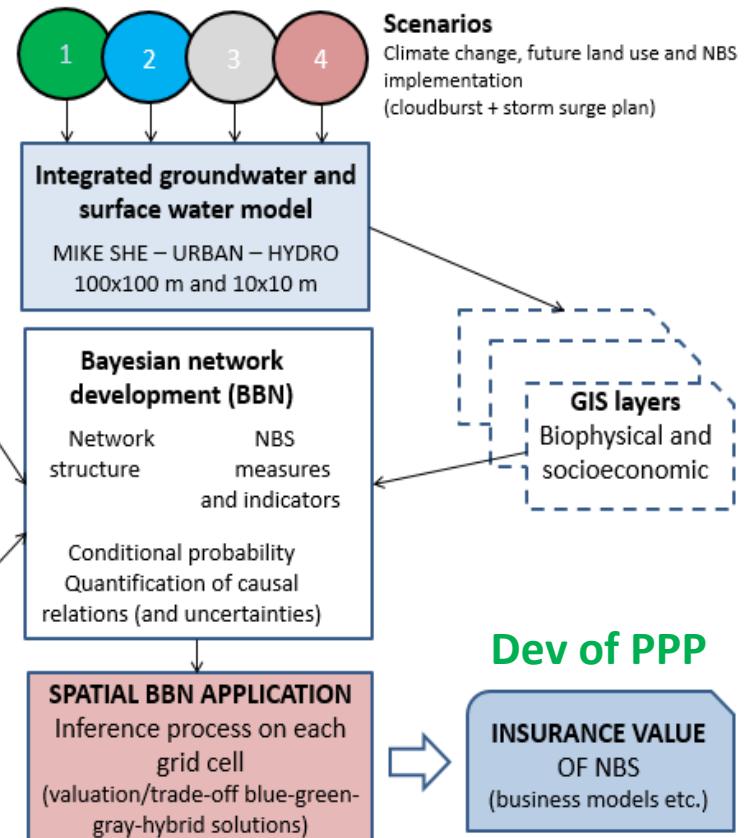 1 2 3 4
Scenarios
Climate change, future land use and NBS
implementation
(cloudburst + storm surge plan)
Integrated groundwater and
surface water model
MIKE SHE – URBAN – HYDRO
100x100 m and 10x10 m
Bayesian network
development (BBN)
Network
structure
NBS
measures
and indicators
Conditional probability
Quantification of causal
relations (and uncertainties)
GIS layers
Biophysical and
socioeconomic
SPATIAL BBN APPLICATION
Inference process on each
grid cell
(valuation/trade-off blue-green-
gray-hybrid solutions)
Dev of PPP
INSURANCE VALUE
OF NBS
(business models etc.)